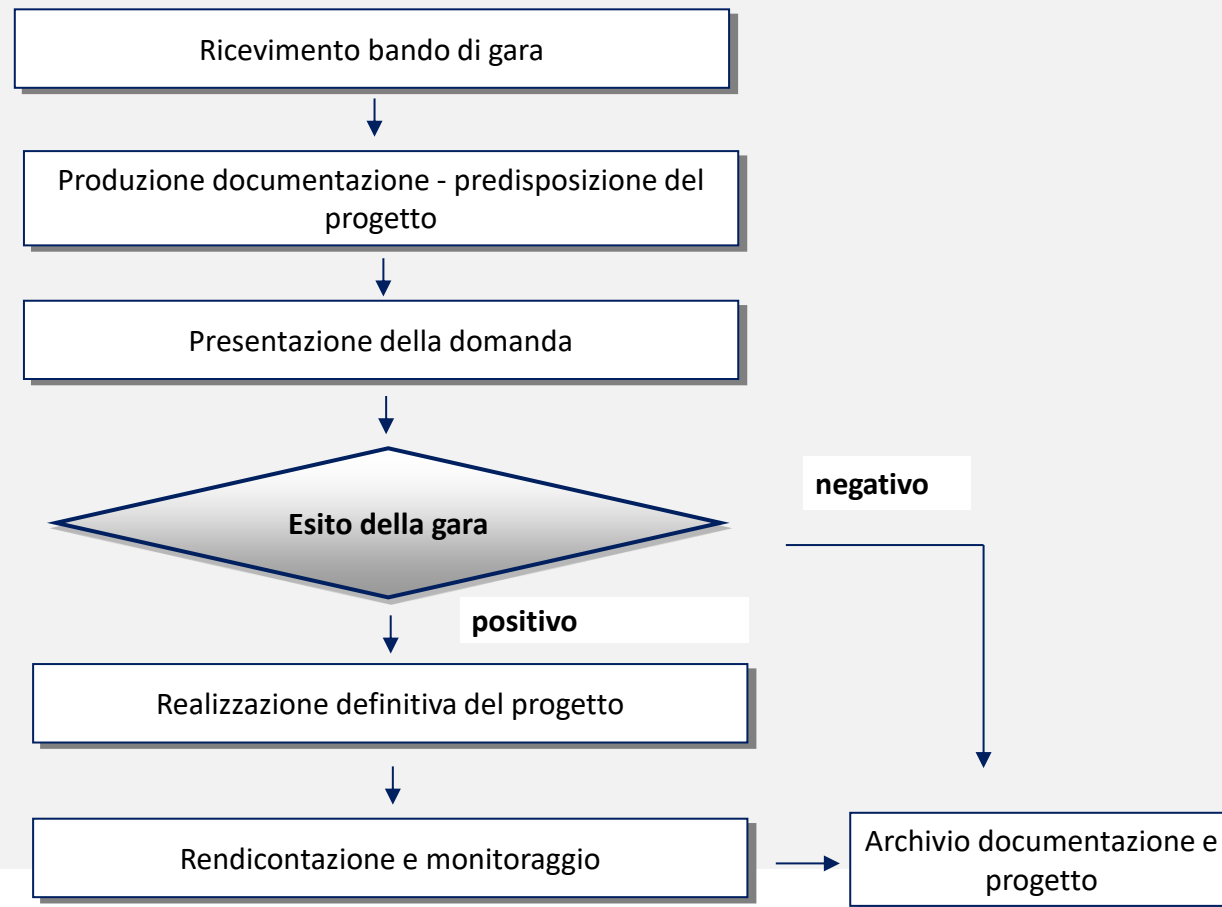 Ricevimento bando di gara
Produzione documentazione - predisposizione del
progetto
Presentazione della domanda
Esito della gara
negativo
positivo
Realizzazione definitiva del progetto
Rendicontazione e monitoraggio
Archivio documentazione e
progetto